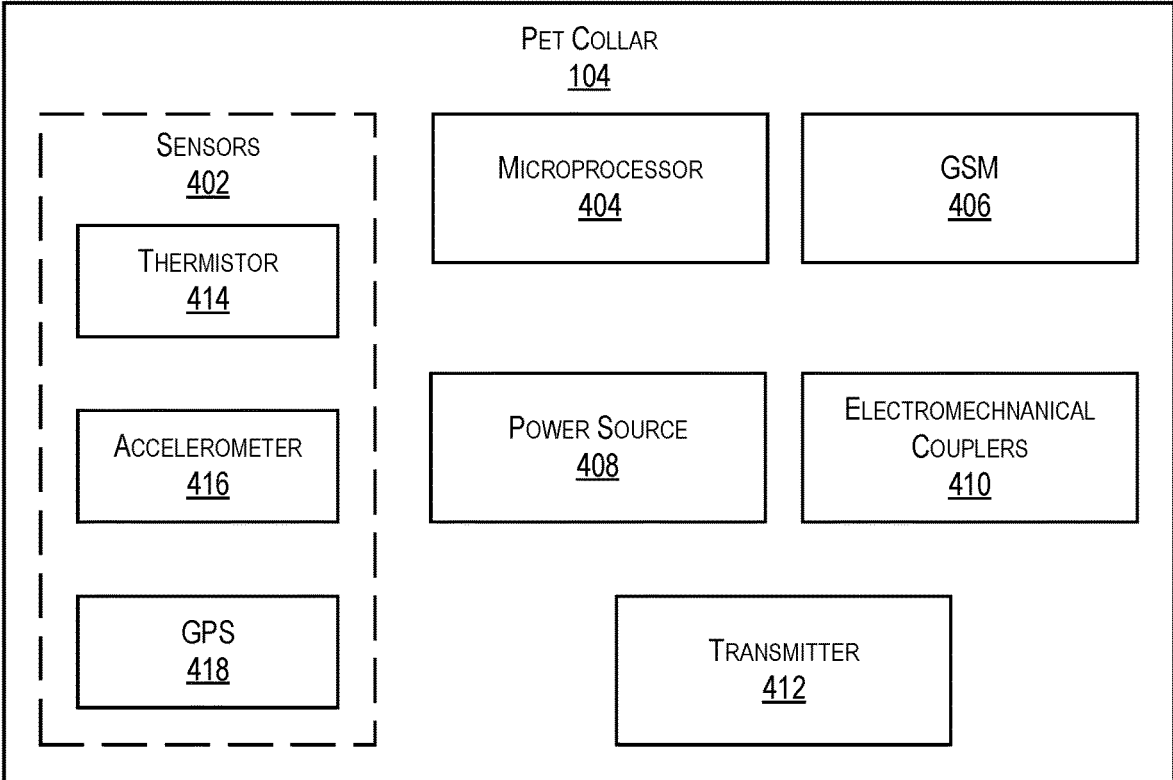 PET COLLAR
104
SENSORS
402
THERMISTOR
414
ACCELEROMETER
416
GPS
418
MICROPROCESSOR
404
GSM
406
POWER SOURCE
408
ELECTROMECHNANICAL
COUPLERS
410
TRANSMITTER
412